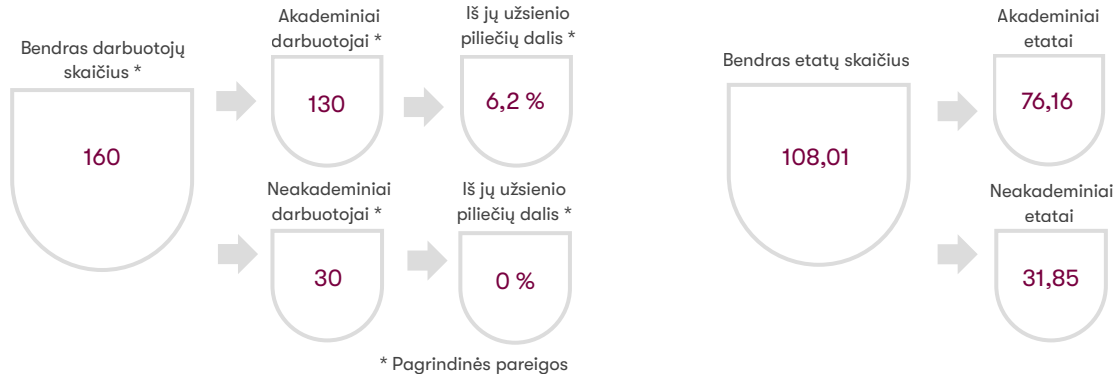 Bendras darbuotojų
skaičius *
160
Akademiniai
darbuotojai *
130
Iš jų užsienio
piliečių dalis *
6,2 %
Neakademiniai
darbuotojai *
30
Iš jų užsienio
piliečių dalis *
0 %
* Pagrindinės pareigos
Bendras etatų skaičius
108,01
Akademiniai
etatai
76,16
Neakademiniai
etatai
31,85